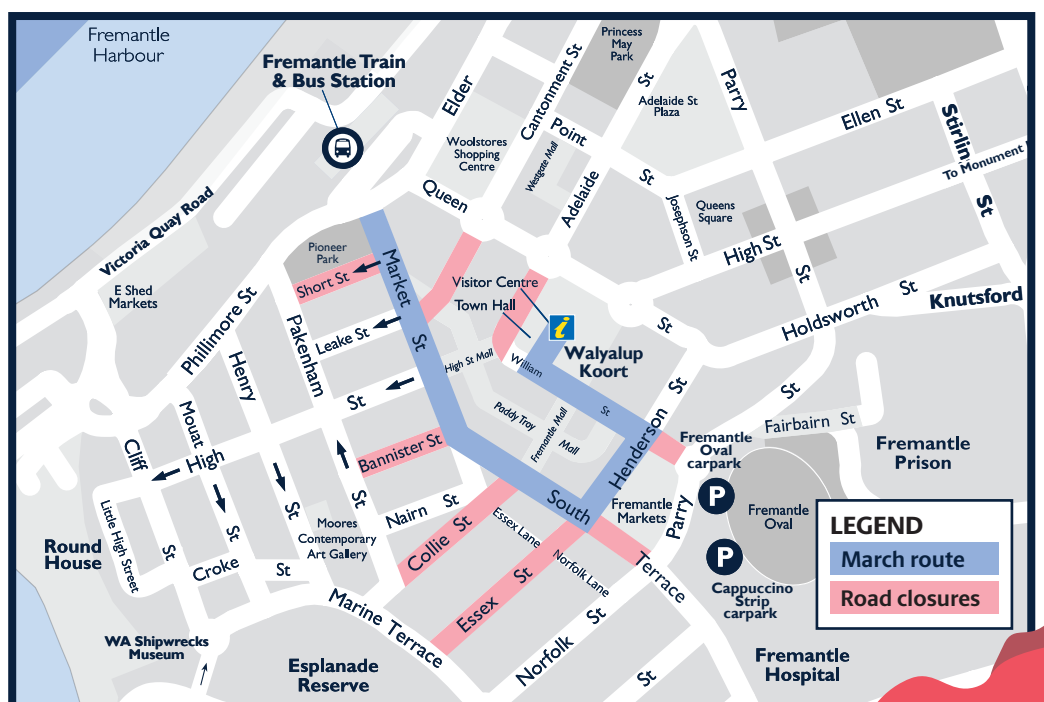 Fremantle
Harbour
Fremantle Train
& Bus Station
Elder
Cantonment St
Princess
May
Park
St
Parry
Adelaide St
Plaza
Ellen St
Stirlin
St
To Monument
Point
St
Woolstores
Shopping
Centre
Westgate Mall
Queen
Adelaide
Josephson St
Queens
Square
High St
St
Victoria Quay Road
E Shed
Markets
Pioneer
Park
Short St
Market
St
Visitor Centre
Town Hall
i
Walyalup
Koort
St
Holdsworth St
Knutsford
Phillimore St
Pakenham
St
Leake St
Henry
St
High St Mall
William
St
Henderson
St
Paddy Troy
Mall
Fremantle Mall
Bannister St
Mouat
St
Cliff
St
High
St
Little High Street
Round
House
Croke
St
Moores
Contemporary
Art Gallery
Nairn St
Collie St
South
Terrace
Essex Lane
Essex St
Norfolk Lane
Norfolk St
Fremantle
Markets
Parry
St
Fremantle
Oval
carpark
P
P
Fremantle
Oval
Fairbairn St
Fremantle
Prison
Cappuccino
Strip
carpark
Marine Terrace
WA Shipwrecks
Museum
Esplanade
Reserve
St
Fremantle
Hospital
LEGEND
March route
Road closures